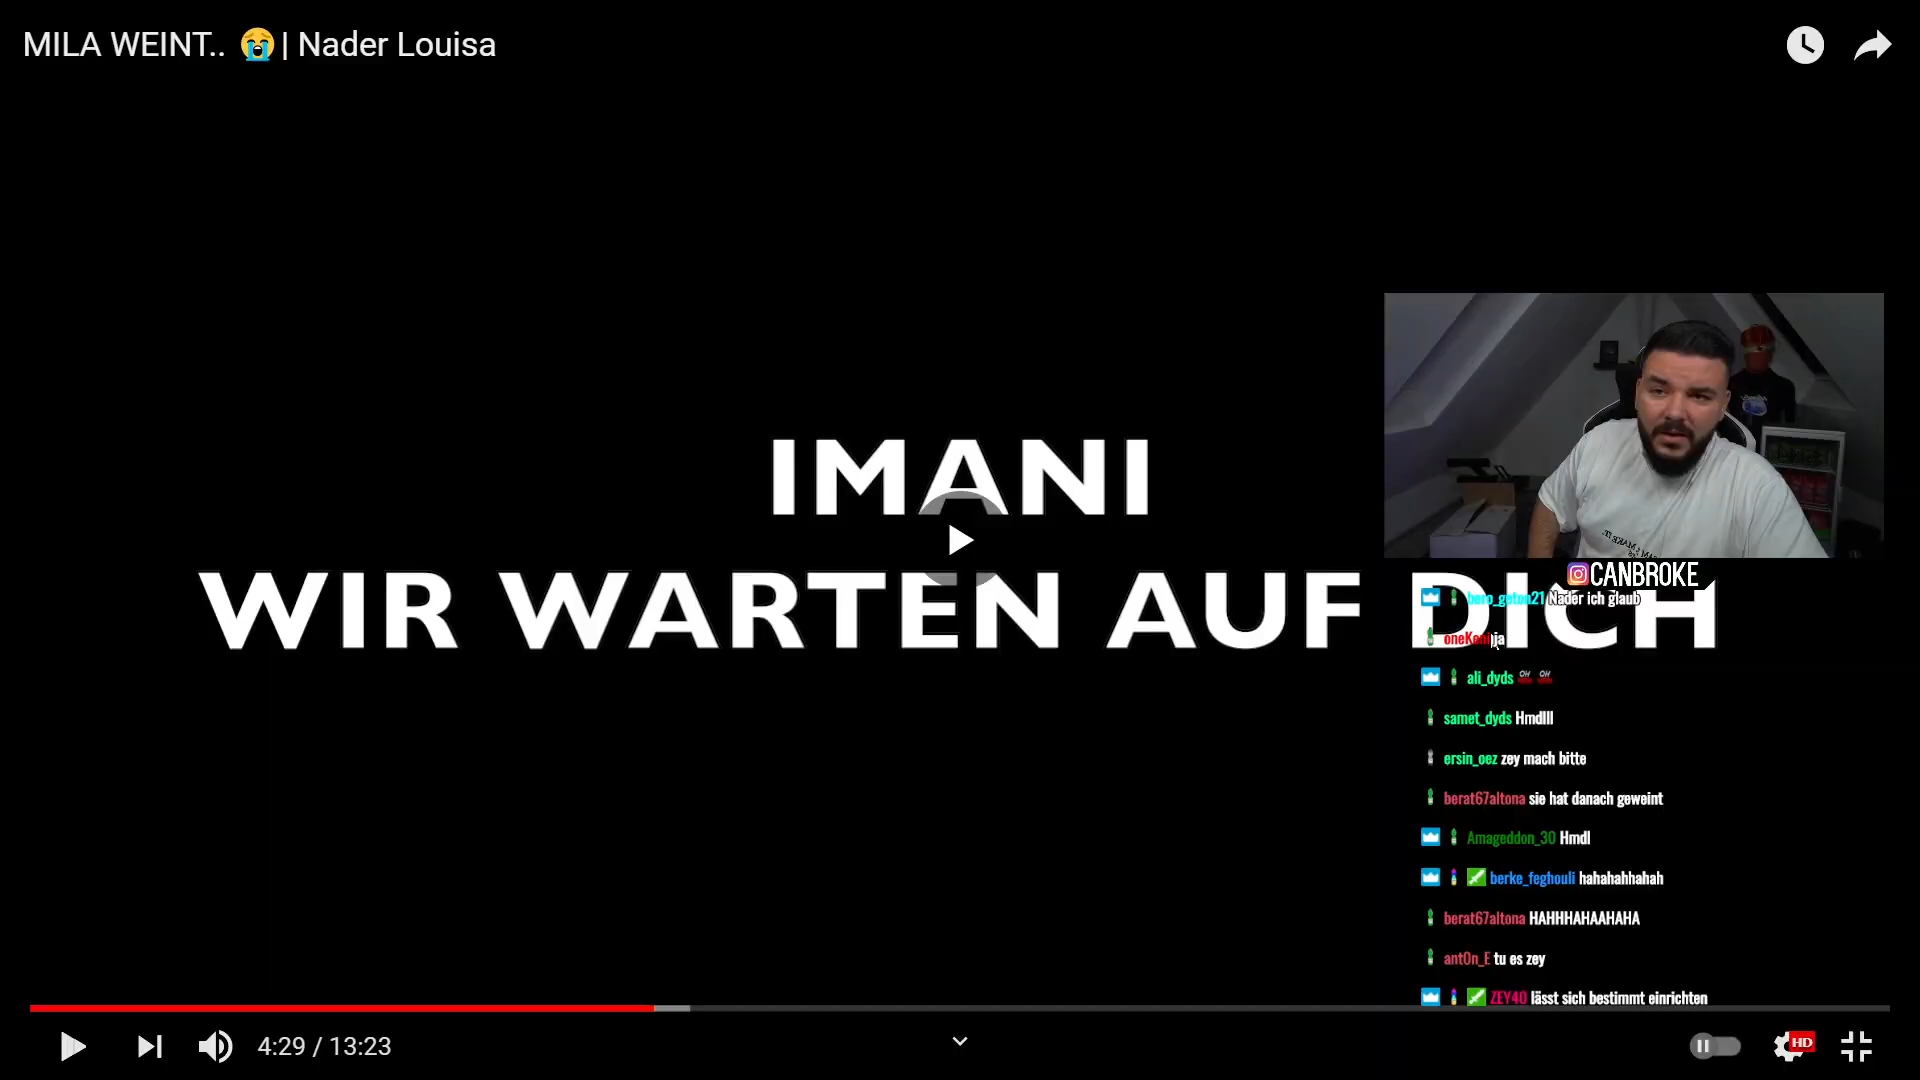 MILA WEINT.. 😭 | Nader Louisa
IMANI
WIR WARTEN AUF DICH
CANBROKE
bero_geton21 Nader ich glaub
ja
ali_dyds
samet_dyds Hmdlll
ersin_oez zey mach bitte
berat67altona sie hat danach geweint
Amageddon_30 Hmdl
berke_feghouli hahahahhahah
berat67altona HAHHHAHAAHAHA
ant0n_E tu es zey
ZEY40 lässt sich bestimmt einrichten
4:29 / 13:23
HD